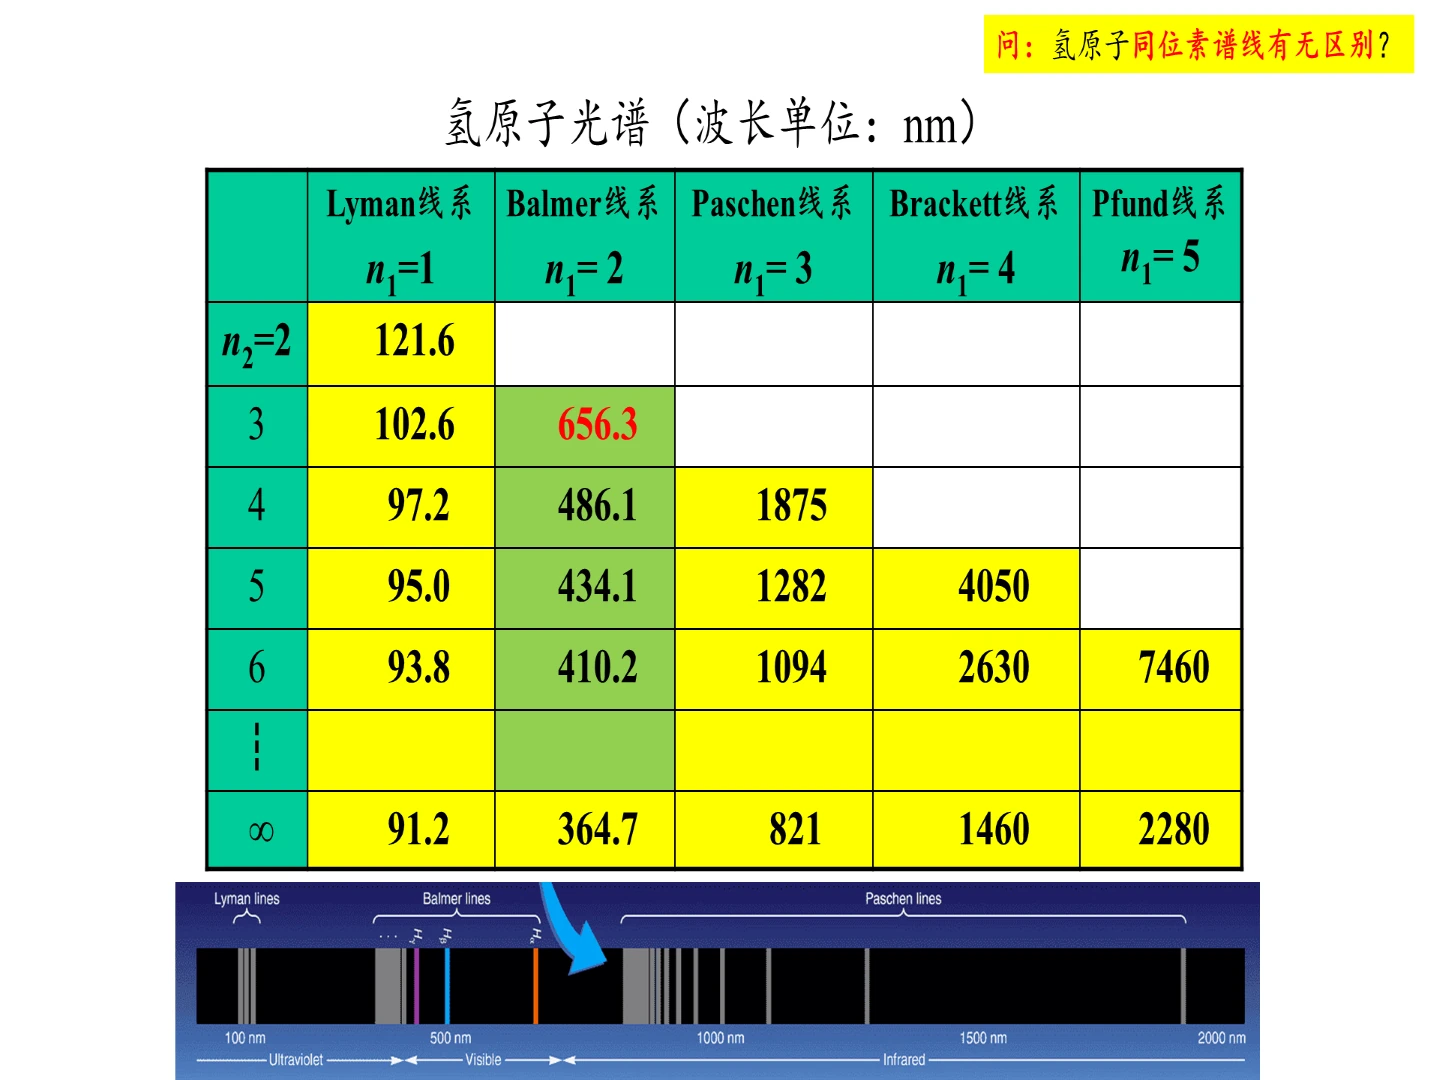 问：氢原子同位素谱线有无区别?
氢原子光谱（波长单位：nm）
Lyman线系 Balmer线系 Paschen线系 Brackett线系 Pfund线系
n₁=1 n₁= 2 n₁= 3 n₁= 4 n₁= 5
n₂=2 121.6
3 102.6 656.3
4 97.2 486.1 1875
5 95.0 434.1 1282 4050
6 93.8 410.2 1094 2630 7460
∞ 91.2 364.7 821 1460 2280
Lyman lines Balmer lines Paschen lines
... Hγ Hβ Hα
100 nm 500 nm 1000 nm 1500 nm 2000 nm
Ultraviolet Visible Infrared